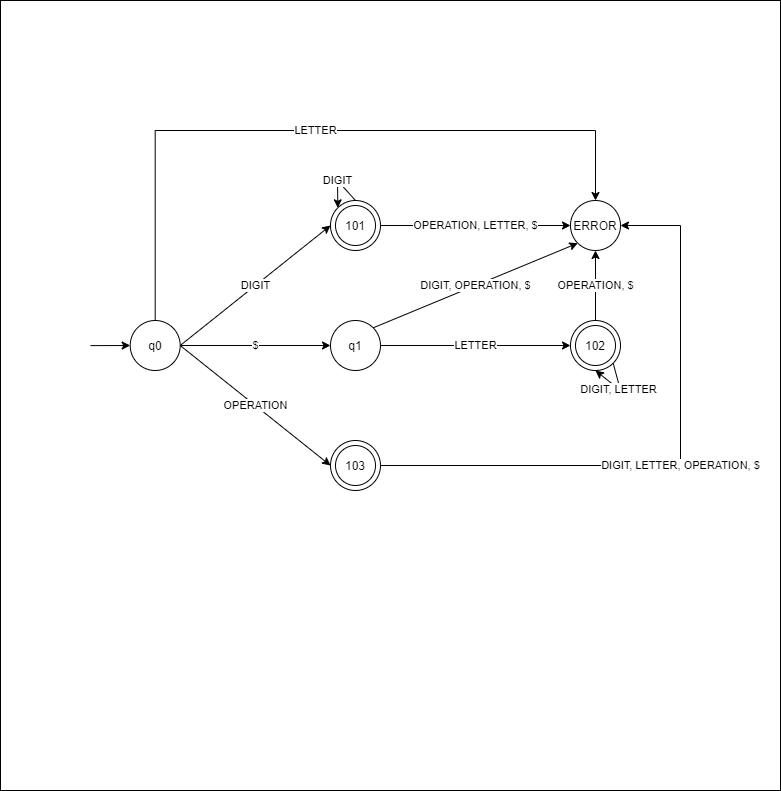 LETTER
DIGIT
101
OPERATION, LETTER, $
ERROR
DIGIT
DIGIT, OPERATION, $
OPERATION, $
q0
$
q1
LETTER
102
DIGIT, LETTER
OPERATION
103
DIGIT, LETTER, OPERATION, $